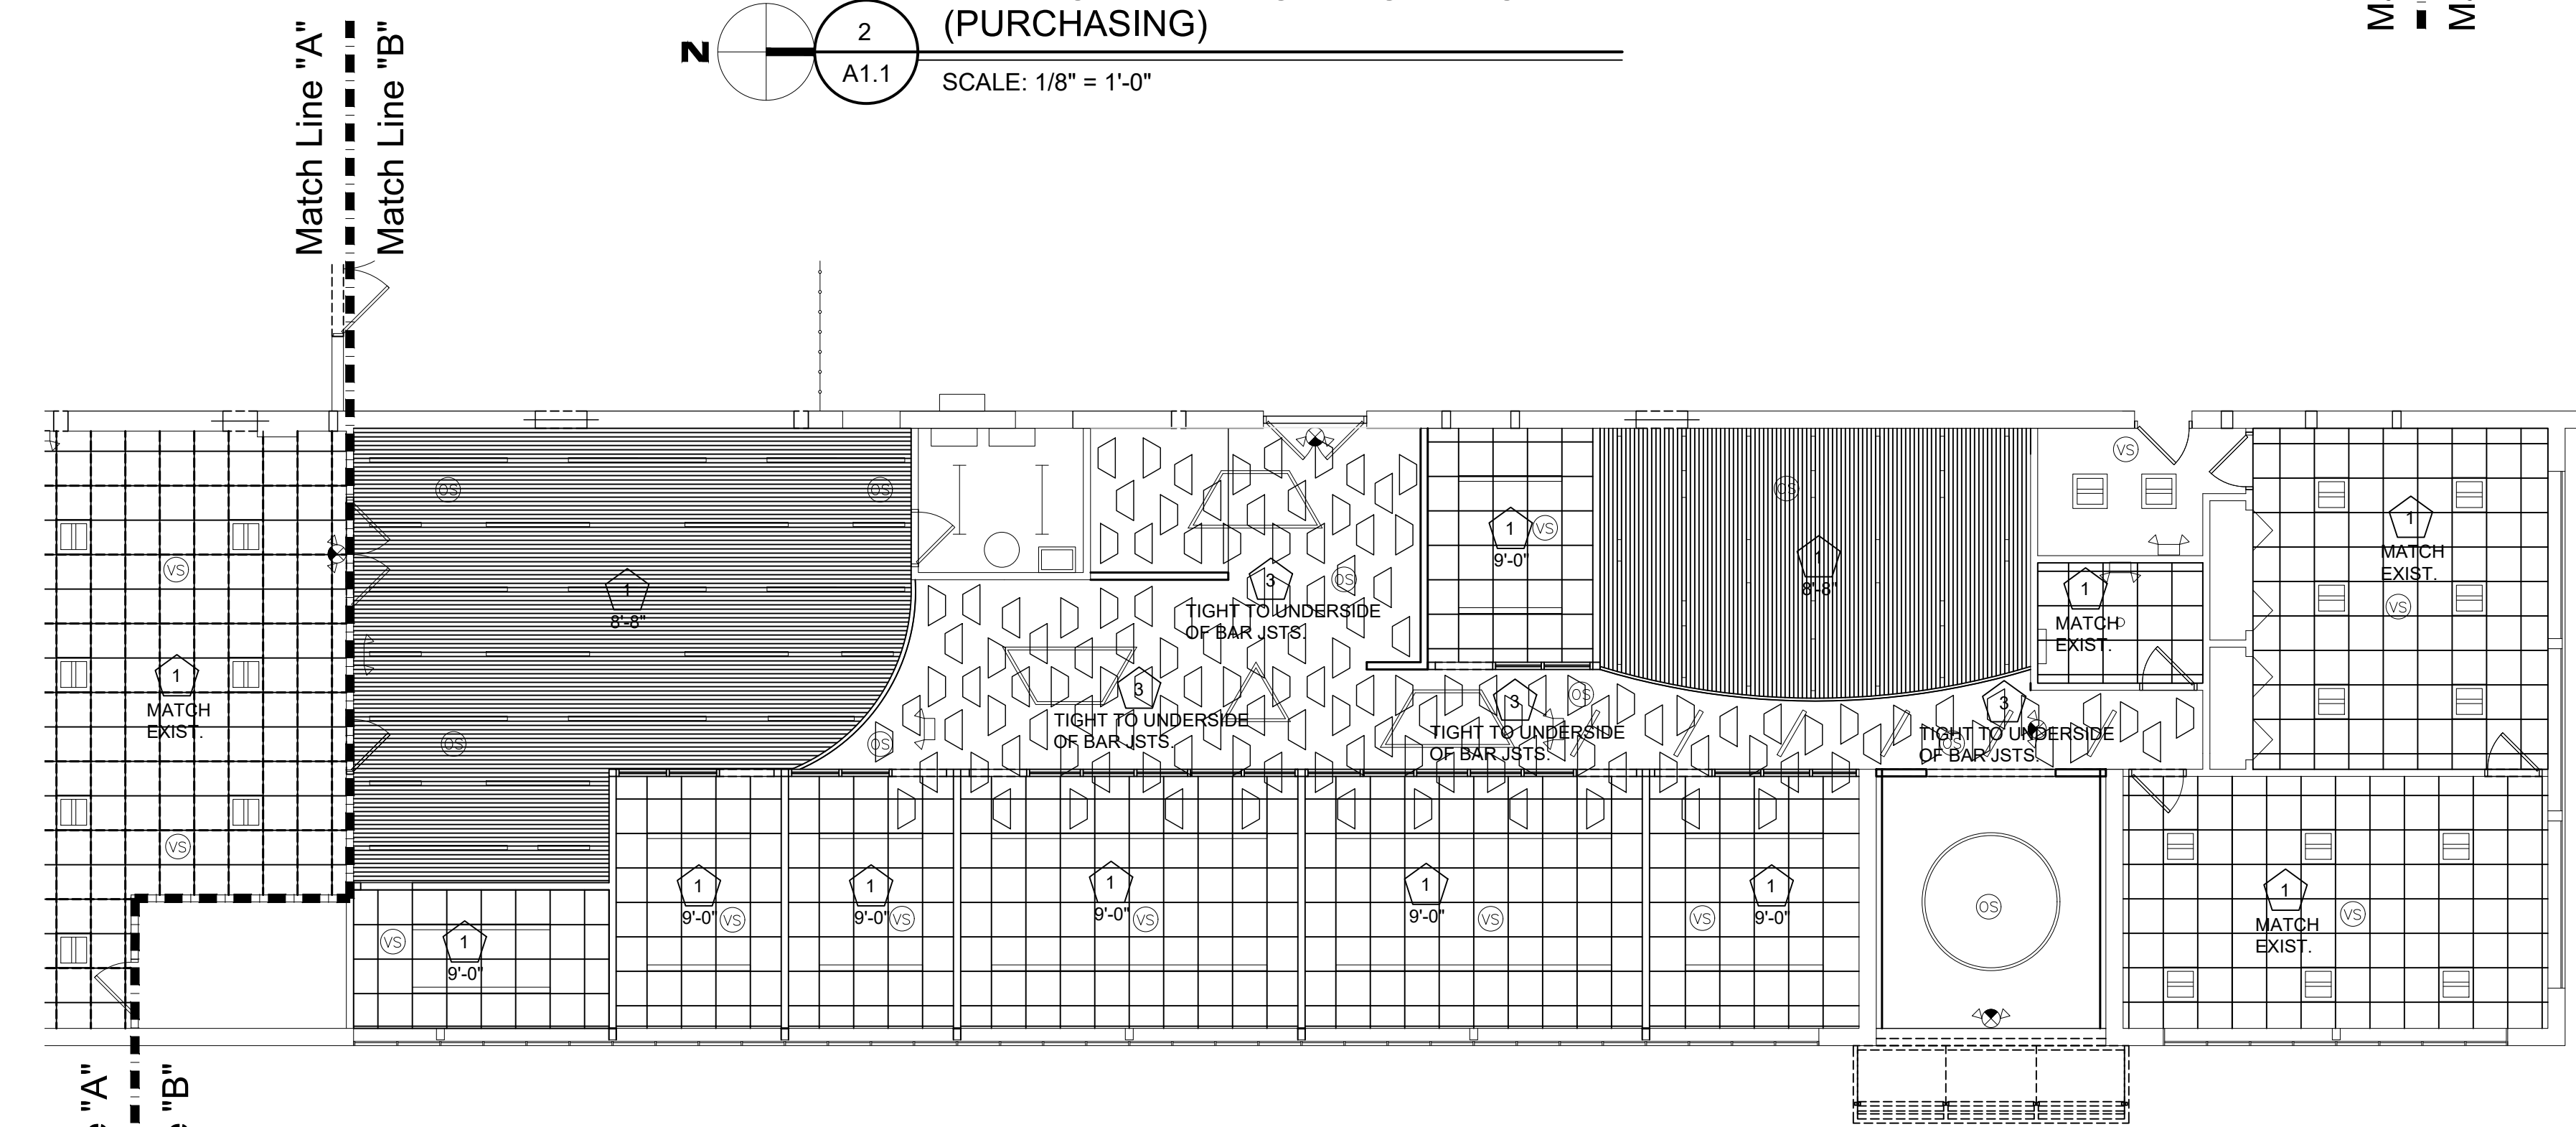 Match Line "A"
Match Line "B"
N
2
A1.1
(PURCHASING)
SCALE: 1/8" = 1'-0"
VS
1
MATCH
EXIST.
VS
OS
OS
1
8'-8"
OS
OS
3
OS
TIGHT TO UNDERSIDE
OF BAR JSTS.
3
TIGHT TO UNDERSIDE
OF BAR JSTS.
1
VS
9'-0"
3
OS
TIGHT TO UNDERSIDE
OF BAR JSTS.
OS
1
8'-8"
3
TIGHT TO UNDERSIDE
OS
OF BAR JSTS.
VS
1
MATCH
EXIST.
1
MATCH
EXIST.
VS
VS
1
9'-0"
1
9'-0"
VS
1
9'-0"
VS
1
9'-0"
VS
1
9'-0"
VS
VS
1
9'-0"
OS
1
VS
MATCH
EXIST.
"A"
"B"